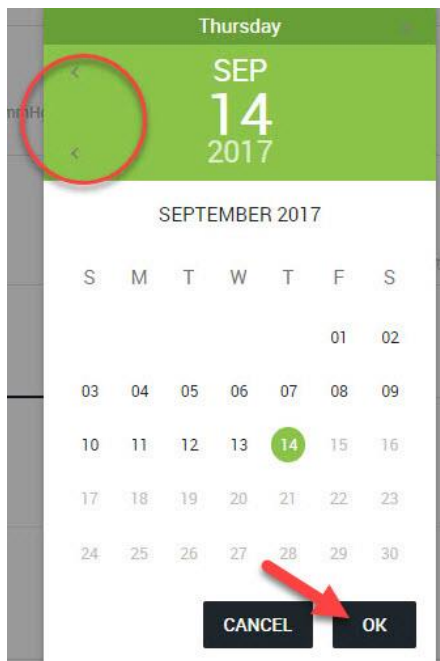 Thursday
SEP
14
2017
SEPTEMBER 2017
S M T W T F S
01 02
03 04 05 06 07 08 09
10 11 12 13 14 15 16
17 18 19 20 21 22 23
24 25 26 27 28 29 30
CANCEL OK